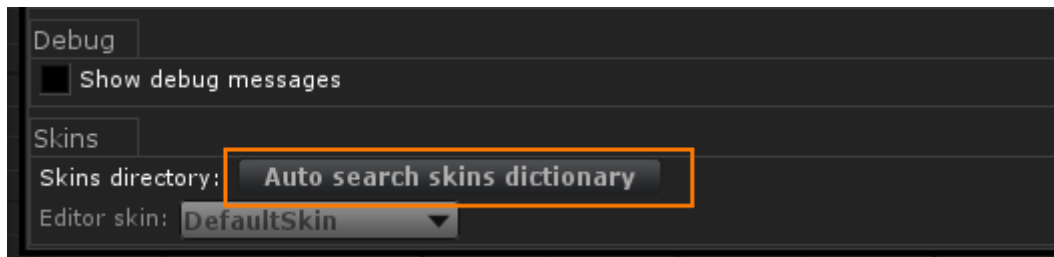 Debug
Show debug messages
Skins
Skins directory: Auto search skins dictionary
Editor skin: DefaultSkin